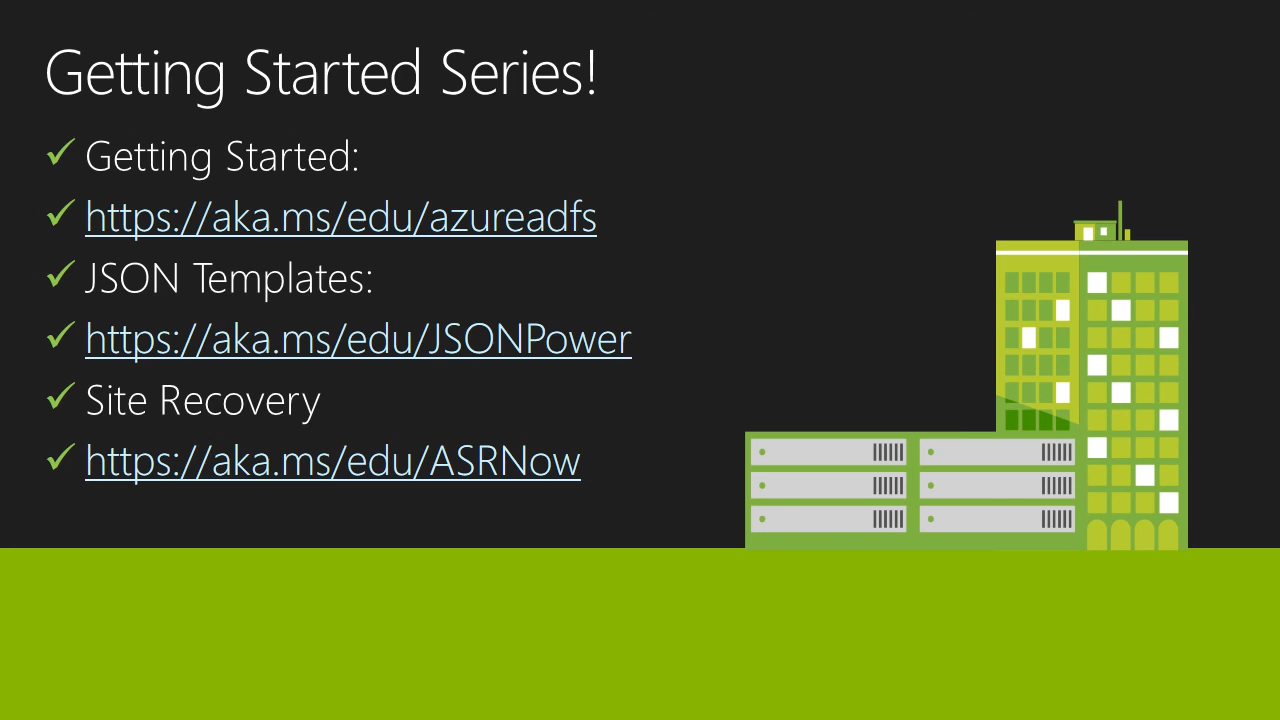 Getting Started Series!
✓ Getting Started:
✓ https://aka.ms/edu/azureadfs
✓ JSON Templates:
✓ https://aka.ms/edu/JSONPower
✓ Site Recovery
✓ https://aka.ms/edu/ASRNow